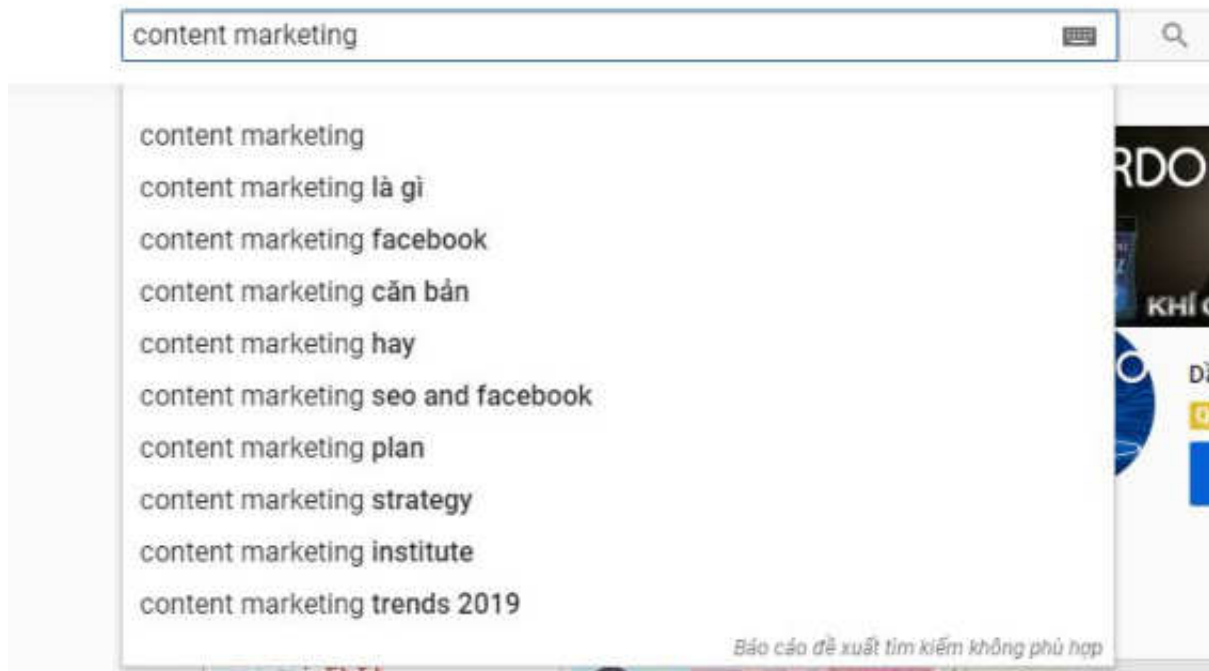 content marketing
content marketing
content marketing là gì
content marketing facebook
content marketing căn bản
content marketing hay
content marketing seo and facebook
content marketing plan
content marketing strategy
content marketing institute
content marketing trends 2019
Báo cáo đề xuất tìm kiếm không phù hợp
RDO
KHÍ